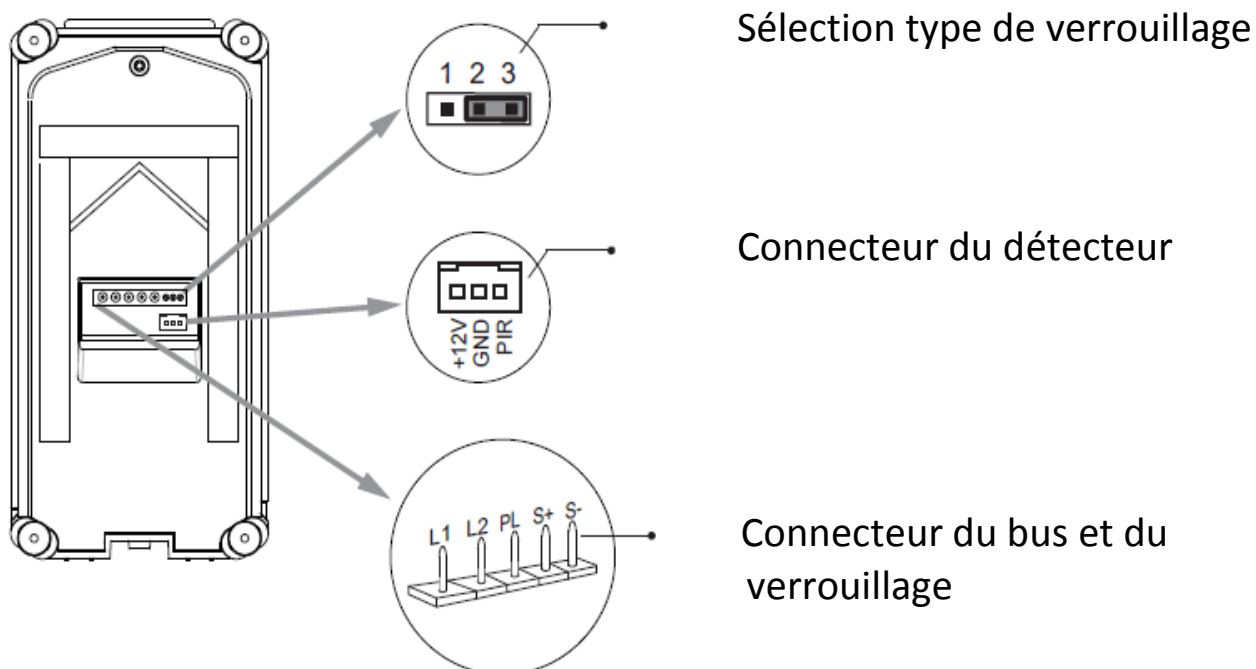 Sélection type de verrouillage
1 2 3
Connecteur du détecteur
+12V
GND
PIR
L1 L2 PL S+ S-
Connecteur du bus et du
verrouillage